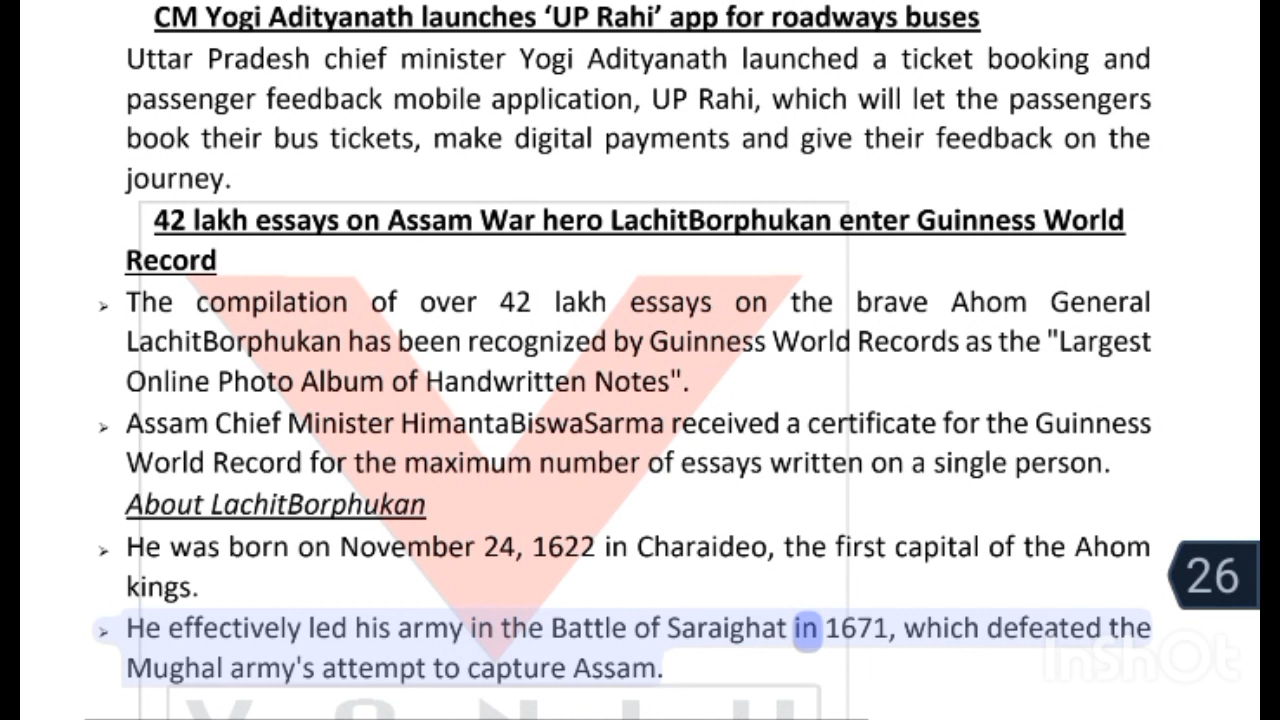 CM Yogi Adityanath launches ‘UP Rahi’ app for roadways buses
Uttar Pradesh chief minister Yogi Adityanath launched a ticket booking and
passenger feedback mobile application, UP Rahi, which will let the passengers
book their bus tickets, make digital payments and give their feedback on the
journey.
42 lakh essays on Assam War hero LachitBorphukan enter Guinness World
Record
➢ The compilation of over 42 lakh essays on the brave Ahom General
LachitBorphukan has been recognized by Guinness World Records as the "Largest
Online Photo Album of Handwritten Notes".
➢ Assam Chief Minister HimantaBiswaSarma received a certificate for the Guinness
World Record for the maximum number of essays written on a single person.
About LachitBorphukan
➢ He was born on November 24, 1622 in Charaideo, the first capital of the Ahom
kings.
26
➢ He effectively led his army in the Battle of Saraighat in 1671, which defeated the
Mughal army's attempt to capture Assam.
InShOt